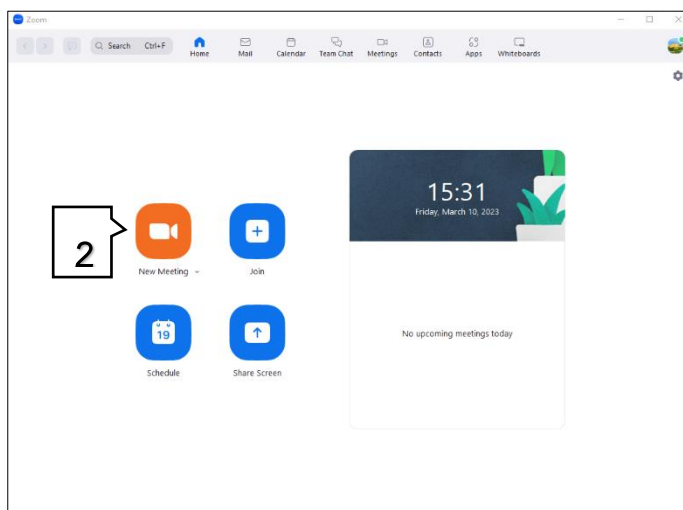 Zoom
Search Ctrl+F
Home
Mail
Calendar
Team Chat
Meetings
Contacts
Apps
Whiteboards
15:31
Friday, March 10, 2023
2
New Meeting
Join
No upcoming meetings today
19
Schedule
Share Screen